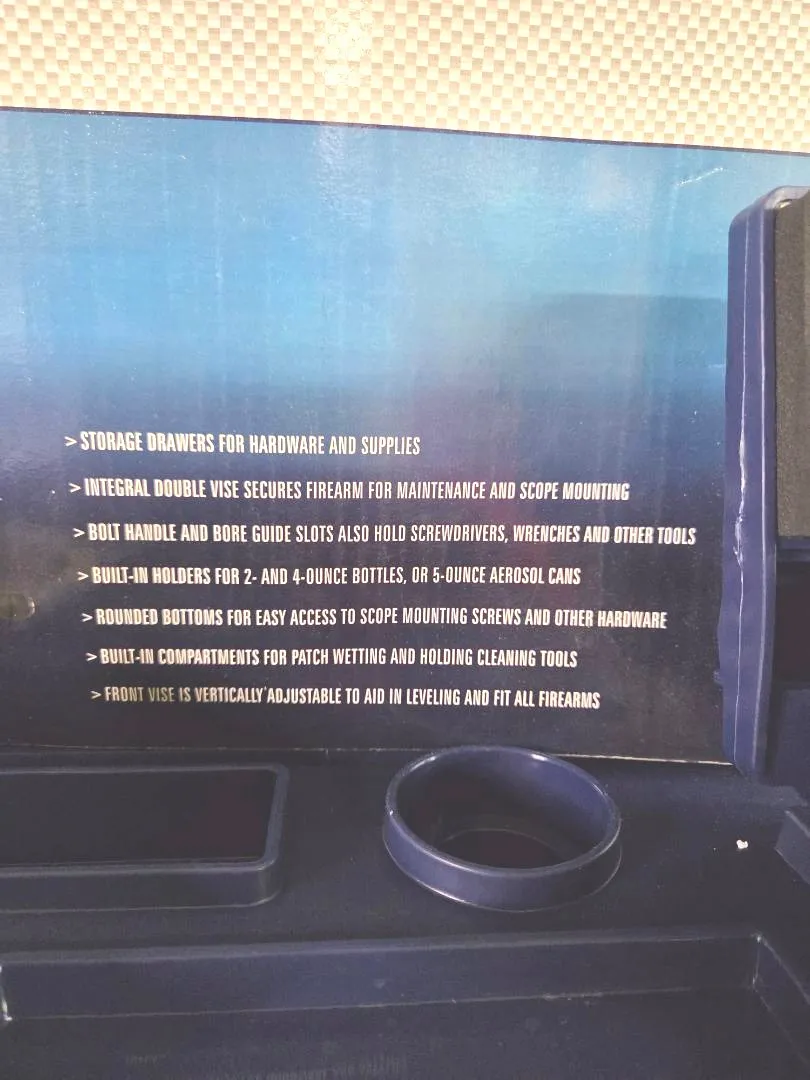 > STORAGE DRAWERS FOR HARDWARE AND SUPPLIES
> INTEGRAL DOUBLE VISE SECURES FIREARM FOR MAINTENANCE AND SCOPE MOUNTING
> BOLT HANDLE AND BORE GUIDE SLOTS ALSO HOLD SCREWDRIVERS, WRENCHES AND OTHER TOOLS
> BUILT-IN HOLDERS FOR 2- AND 4-OUNCE BOTTLES, OR 5-OUNCE AEROSOL CANS
> ROUNDED BOTTOMS FOR EASY ACCESS TO SCOPE MOUNTING SCREWS AND OTHER HARDWARE
> BUILT-IN COMPARTMENTS FOR PATCH WETTING AND HOLDING CLEANING TOOLS
> FRONT VISE IS VERTICALLY ADJUSTABLE TO AID IN LEVELING AND FIT ALL FIREARMS